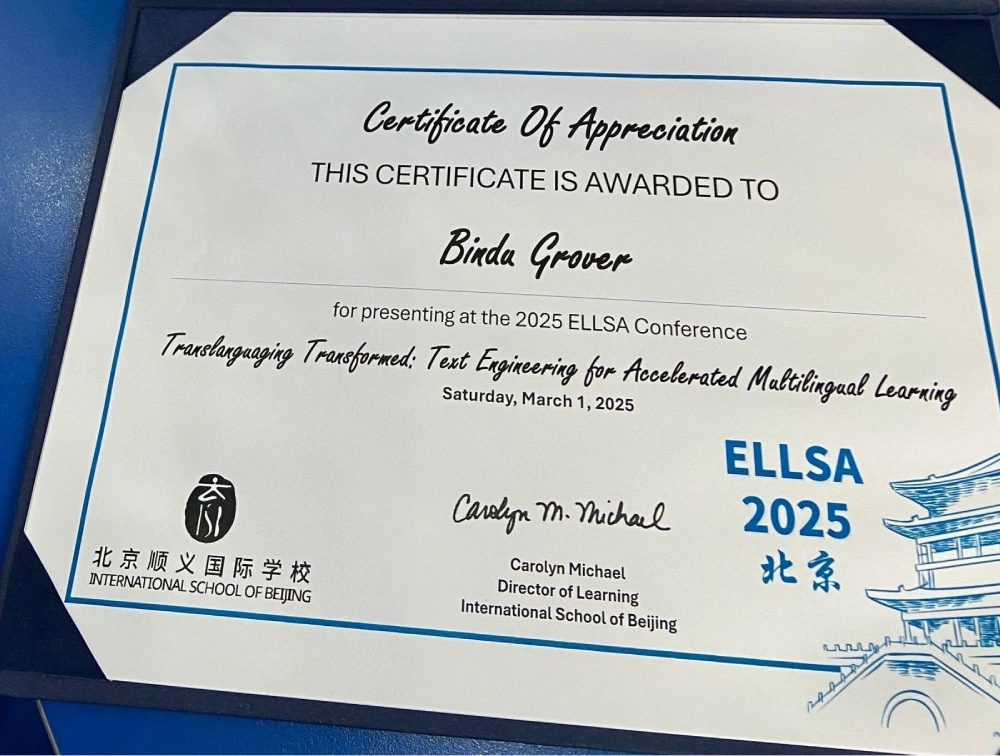 Certificate Of Appreciation
THIS CERTIFICATE IS AWARDED TO
Bindu Grover
for presenting at the 2025 ELLSA Conference
Translanguaging Transformed: Text Engineering for Accelerated Multilingual Learning
Saturday, March 1, 2025
ISB
北京顺义国际学校
INTERNATIONAL SCHOOL OF BEIJING
Carolyn M. Michael
Carolyn Michael
Director of Learning
International School of Beijing
ELLSA
2025
北京